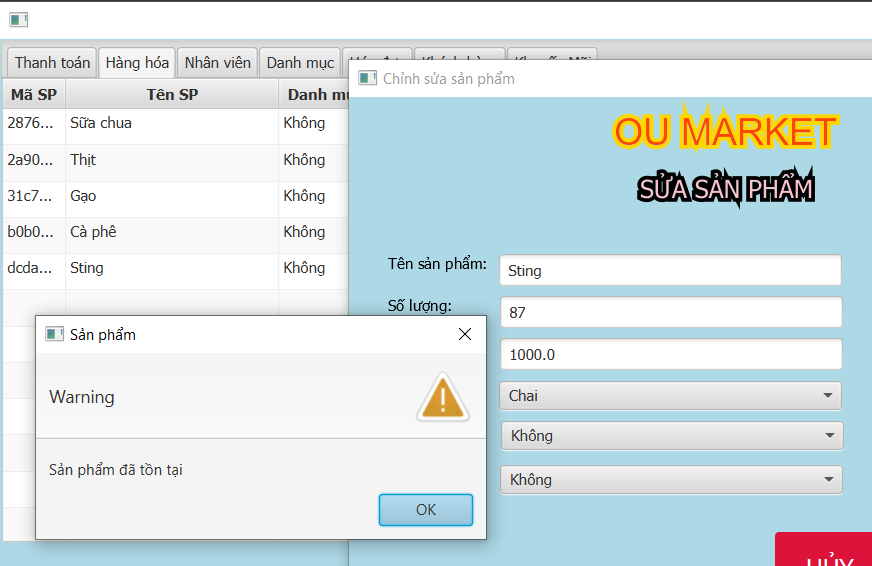 Thanh toán Hàng hóa Nhân viên Danh mục
Chỉnh sửa sản phẩm
Mã SP Tên SP Danh
2876... Sữa chua Không
2a90... Thịt Không
31c7... Gạo Không
b0b0... Cà phê Không
dcda... Sting Không
OU MARKET
SỬA SẢN PHẨM
Tên sản phẩm: Sting
Số lượng: 87
1000.0
Chai
Không
Không
HỦY
Sản phẩm
Warning
Sản phẩm đã tồn tại
OK